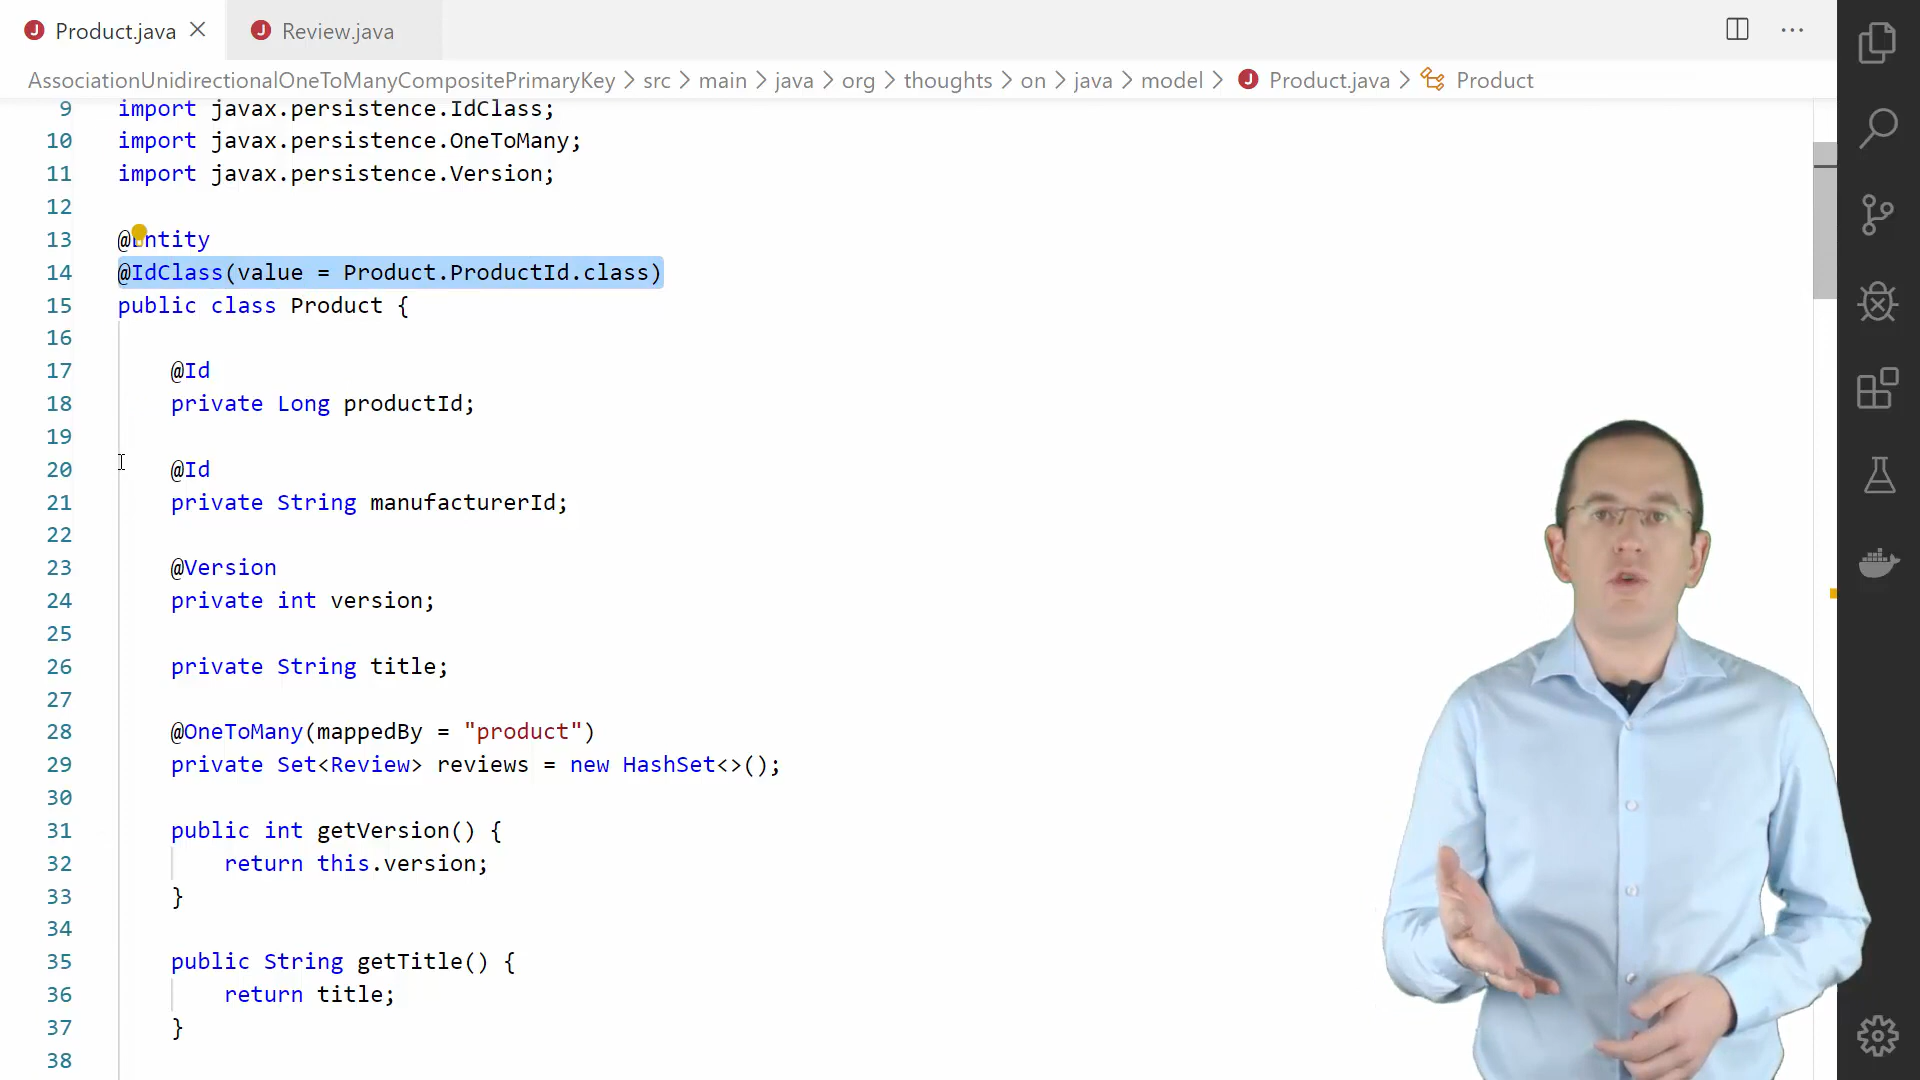 Product.java
Review.java
AssociationUnidirectionalOneToManyCompositePrimaryKey > src > main > java > org > thoughts > on > java > model > Product.java > Product
9 import javax.persistence.IdClass;
10 import javax.persistence.OneToMany;
11 import javax.persistence.Version;
12
13 @Entity
14 @IdClass(value = Product.ProductId.class)
15 public class Product {
16
17 @Id
18 private Long productId;
19
20 @Id
21 private String manufacturerId;
22
23 @Version
24 private int version;
25
26 private String title;
27
28 @OneToMany(mappedBy = "product")
29 private Set<Review> reviews = new HashSet<>();
30
31 public int getVersion() {
32 return this.version;
33 }
34
35 public String getTitle() {
36 return title;
37 }
38